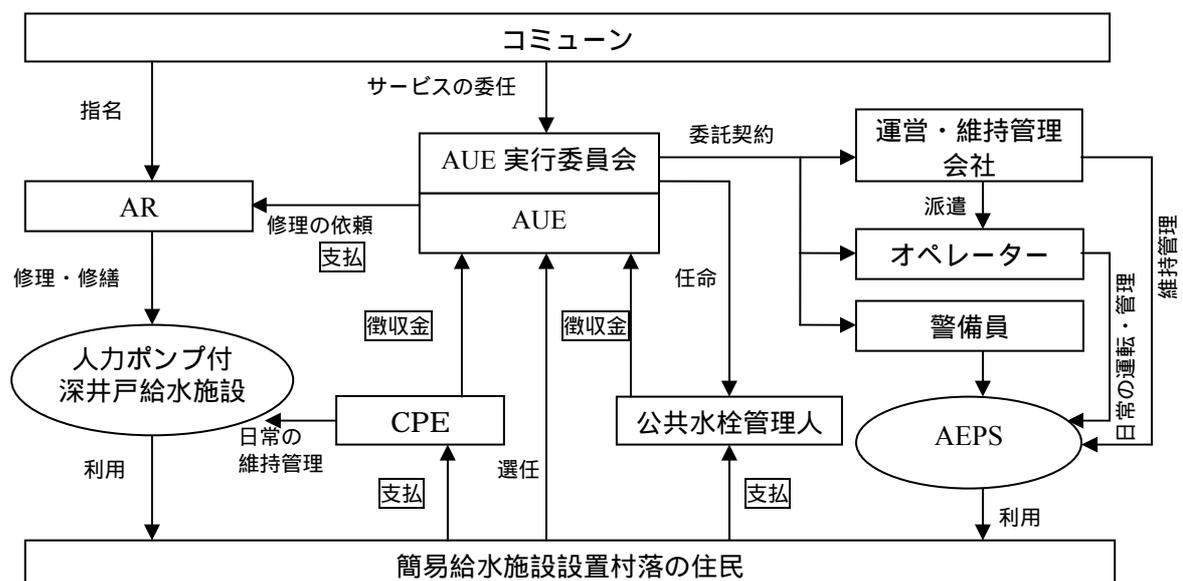 コミューン
指名
サービスの委任
委託契約
AUE 実行委員会
AUE
運営・維持管理
会社
AR
修理の依頼
支払
派遣
オペレーター
維持管理
修理・修繕
任命
警備員
日常の運転・管理
徴収金
徴収金
人力ポンプ付
深井戸給水施設
CPE
公共水栓管理人
AEPS
日常の
維持管理
利用
支払
選任
支払
利用
簡易給水施設設置村落の住民